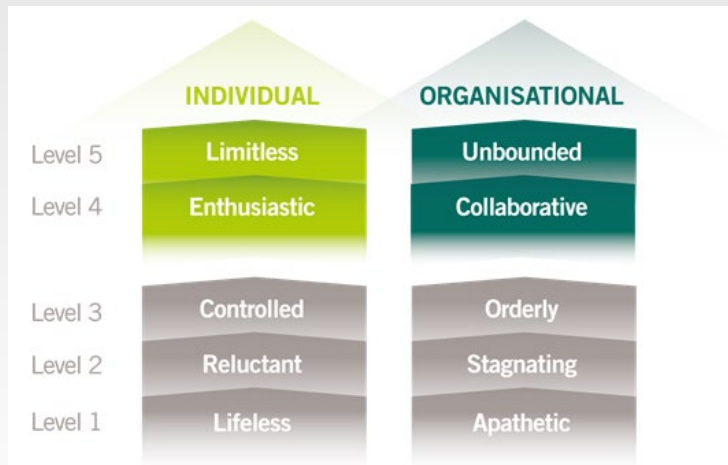 INDIVIDUAL ORGANISATIONAL
Level 5 Limitless Unbounded
Level 4 Enthusiastic Collaborative
Level 3 Controlled Orderly
Level 2 Reluctant Stagnating
Level 1 Lifeless Apathetic